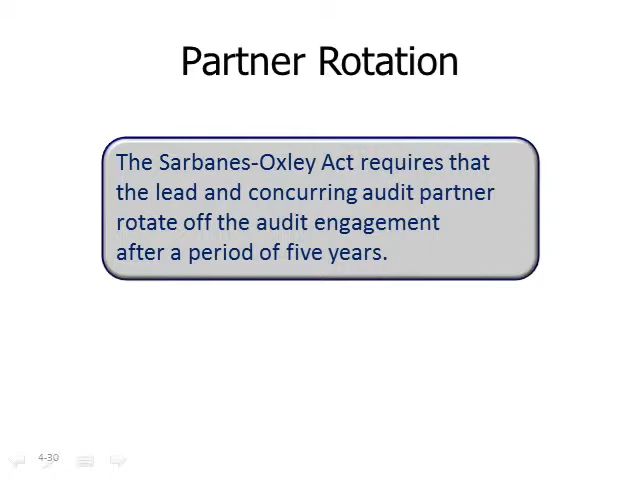 Partner Rotation
The Sarbanes-Oxley Act requires that
the lead and concurring audit partner
rotate off the audit engagement
after a period of five years.
4-30